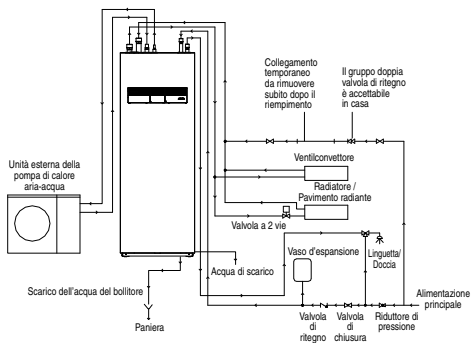 Collegamento
temporaneo
da rimuovere
subito dopo il
riempimento
Il gruppo doppia
valvola di ritegno
è accettabile
in casa
Unità esterna della
pompa di calore
aria-acqua
Ventilconvettore
Radiatore /
Pavimento radiante
Valvola a 2 vie
Vaso d'espansione
Linguetta/
Doccia
Acqua di scarico
Scarico dell'acqua del bollitore
Paniera
Alimentazione
principale
Valvola
di
ritegno
Valvola
di
chiusura
Riduttore di
pressione